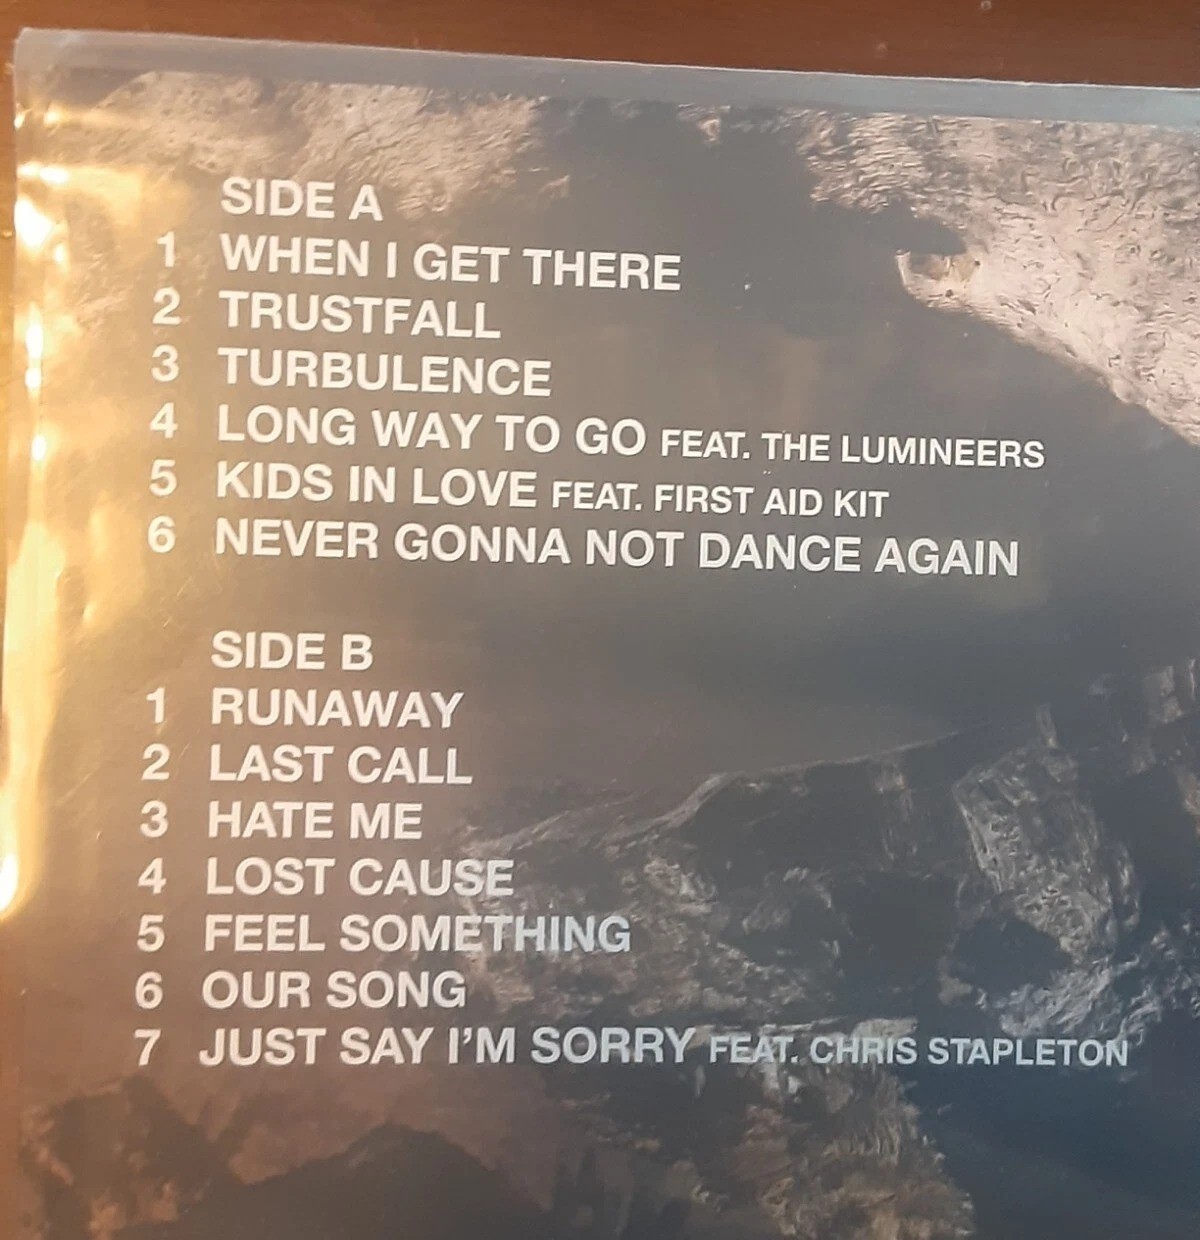 SIDE A
1 WHEN I GET THERE
2 TRUSTFALL
3 TURBULENCE
4 LONG WAY TO GO FEAT. THE LUMINEERS
5 KIDS IN LOVE FEAT. FIRST AID KIT
6 NEVER GONNA NOT DANCE AGAIN
SIDE B
1 RUNAWAY
2 LAST CALL
3 HATE ME
4 LOST CAUSE
5 FEEL SOMETHING
6 OUR SONG
7 JUST SAY I'M SORRY FEAT. CHRIS STAPLETON